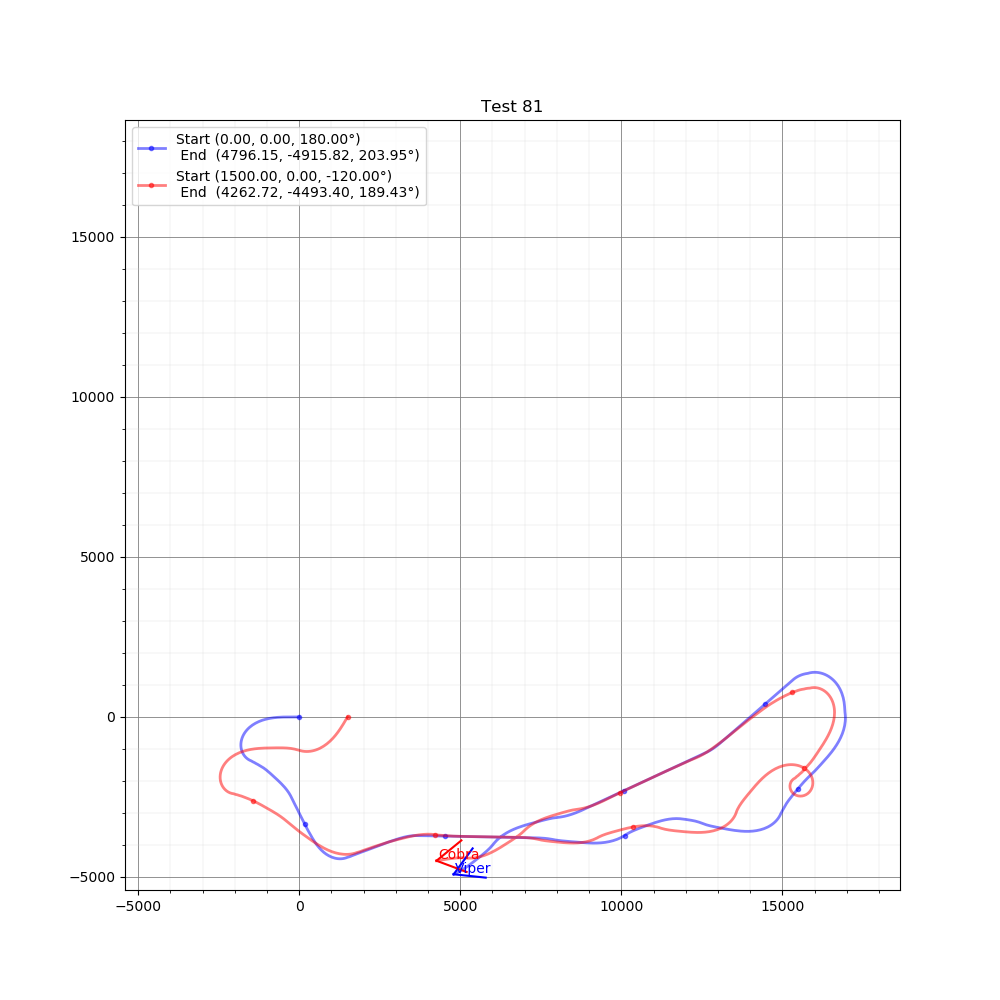 Test 81
Start (0.00, 0.00, 180.00°)
End  (4796.15, -4915.82, 203.95°)
Start (1500.00, 0.00, -120.00°)
End  (4262.72, -4493.40, 189.43°)
15000
10000
5000
0
−5000
Cobra
Viper
−5000
0
5000
10000
15000